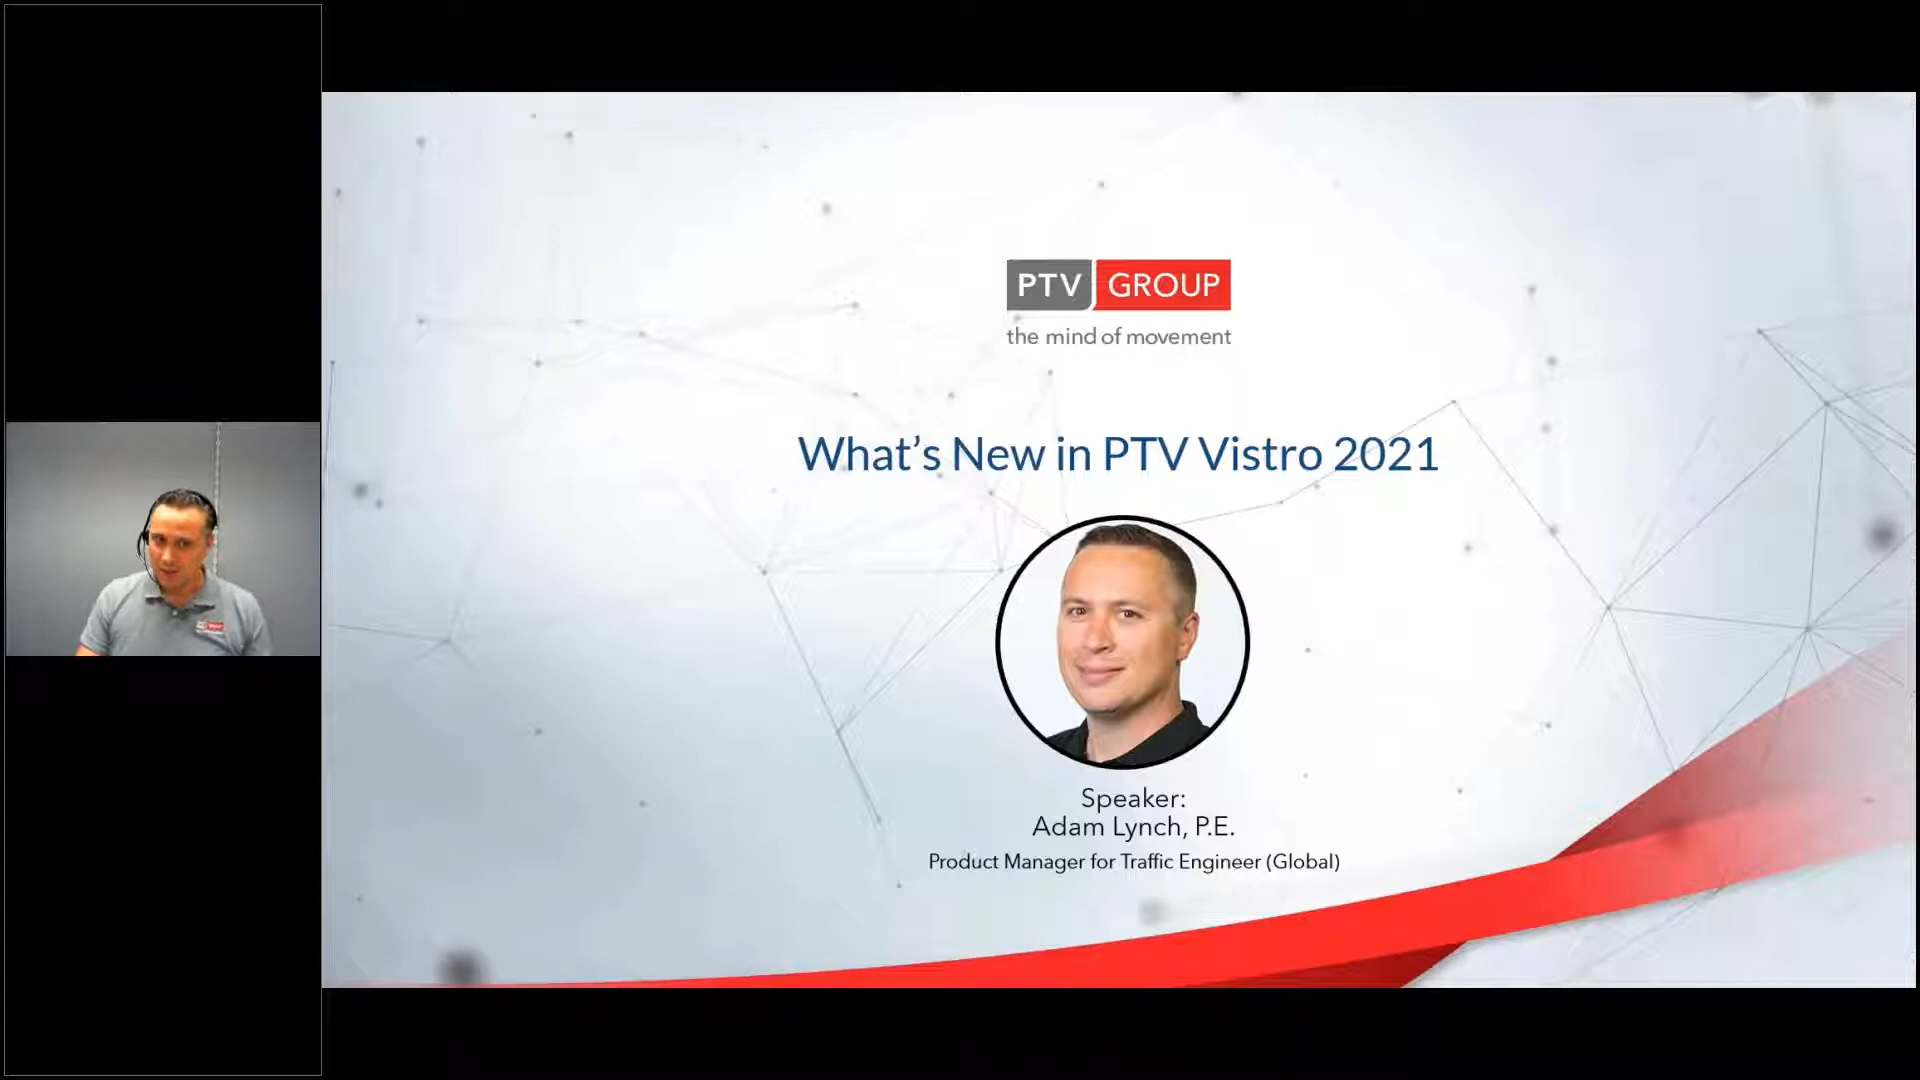 PTV GROUP
the mind of movement
What's New in PTV Vistro 2021
Speaker:
Adam Lynch, P.E.
Product Manager for Traffic Engineer (Global)